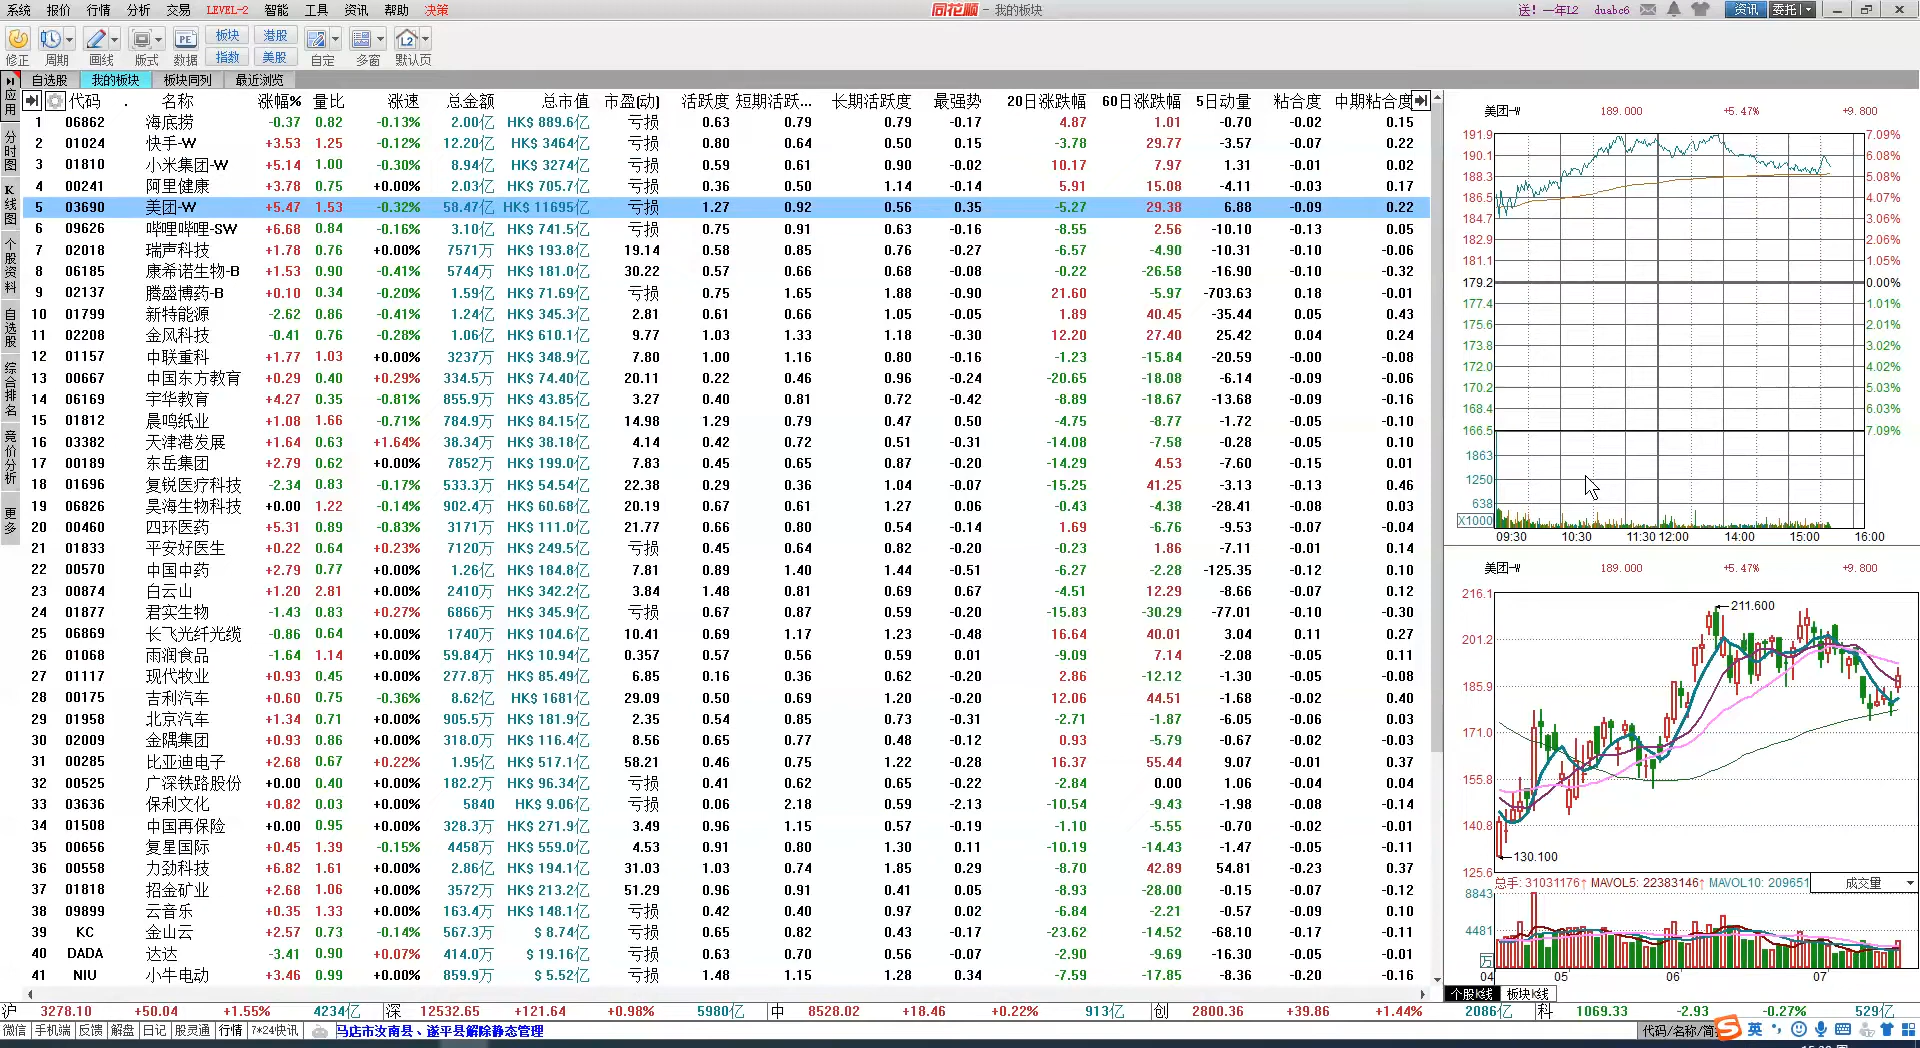 系统 报价 行情 分析 交易 LEVEL-2 智能 工具 资讯 帮助 决策 同花顺 - 我的板块 送! 一年L2 duabc6 资讯 委托
板块 港股
指数 美股
修正 周期 画线 版式 数据 自定 多窗 默认页
自选股 我的板块 板块同列 最近浏览
代码 名称 涨幅% 量比 涨速 总金额 总市值 市盈(动) 活跃度 短期活跃... 长期活跃度 最强势 20日涨跌幅 60日涨跌幅 5日动量 粘合度 中期粘合度
1 06862 海底捞 -0.37 0.82 -0.13% 2.00亿 HK$ 889.6亿 亏损 0.63 0.79 0.79 -0.17 4.87 1.01 -0.70 -0.02 0.15
2 01024 快手-W +3.53 1.25 -0.12% 12.20亿 HK$ 3464亿 亏损 0.80 0.64 0.50 0.15 -3.78 29.77 -3.57 -0.07 0.22
3 01810 小米集团-W +5.14 1.00 -0.30% 8.94亿 HK$ 3274亿 亏损 0.59 0.61 0.90 -0.02 10.17 7.97 1.31 -0.01 0.02
4 00241 阿里健康 +3.78 0.75 +0.00% 2.03亿 HK$ 705.7亿 亏损 0.36 0.50 1.14 -0.14 5.91 15.08 -4.11 -0.03 0.17
5 03690 美团-W +5.47 1.53 -0.32% 58.47亿 HK$ 11695亿 亏损 1.27 0.92 0.56 0.35 -5.27 29.38 6.88 -0.09 0.22
6 09626 哔哩哔哩-SW +6.68 0.84 -0.16% 3.10亿 HK$ 741.5亿 亏损 0.75 0.91 0.63 -0.16 -8.55 2.56 -10.10 -0.13 0.05
7 02018 瑞声科技 +1.78 0.76 +0.00% 7571万 HK$ 193.8亿 19.14 0.58 0.85 0.76 -0.27 -6.57 -4.90 -10.31 -0.10 -0.06
8 06185 康希诺生物-B +1.53 0.90 -0.41% 5744万 HK$ 181.0亿 30.22 0.57 0.66 0.68 -0.08 -0.22 -26.58 -16.90 -0.10 -0.32
9 02137 腾盛博药-B +0.10 0.34 -0.20% 1.59亿 HK$ 71.69亿 亏损 0.75 1.65 1.88 -0.90 21.60 -5.97 -703.63 0.18 -0.01
10 01799 新特能源 -2.62 0.86 -0.41% 1.24亿 HK$ 345.3亿 2.81 0.61 0.66 1.05 -0.05 1.89 40.45 -35.44 0.05 0.43
11 02208 金风科技 -0.41 0.76 -0.28% 1.06亿 HK$ 610.1亿 9.77 1.03 1.33 1.18 -0.30 12.20 27.40 25.42 0.04 0.24
12 01157 中联重科 +1.77 1.03 +0.00% 3237万 HK$ 348.9亿 7.80 1.00 1.16 0.80 -0.16 -1.23 -15.84 -20.59 -0.00 -0.08
13 00667 中国东方教育 +0.29 0.40 +0.29% 334.5万 HK$ 74.40亿 20.11 0.22 0.46 0.96 -0.24 -20.65 -18.08 -6.14 -0.09 -0.06
14 06169 宇华教育 +4.27 0.35 -0.81% 855.9万 HK$ 43.85亿 3.27 0.40 0.81 0.72 -0.42 -8.89 -18.67 -13.68 -0.09 -0.16
15 01812 晨鸣纸业 +1.08 1.66 -0.71% 784.9万 HK$ 84.15亿 14.98 1.29 0.79 0.47 0.50 -4.75 -8.77 -1.72 -0.05 -0.10
16 03382 天津港发展 +1.64 0.63 +1.64% 38.34万 HK$ 38.18亿 4.14 0.42 0.72 0.51 -0.31 -14.08 -7.58 -0.28 -0.05 0.10
17 00189 东岳集团 +2.79 0.62 +0.00% 7852万 HK$ 199.0亿 7.83 0.45 0.65 0.87 -0.20 -14.29 4.53 -7.60 -0.15 0.01
18 01696 复锐医疗科技 -2.34 0.83 -0.17% 533.3万 HK$ 54.54亿 22.38 0.29 0.36 1.04 -0.07 -15.25 41.25 -3.13 -0.13 0.46
19 06826 昊海生物科技 +0.00 1.22 -0.14% 902.4万 HK$ 60.68亿 20.19 0.67 0.61 1.27 0.06 -0.43 -4.38 -28.41 -0.08 0.03
20 00460 四环医药 +5.31 0.89 -0.83% 3171万 HK$ 111.0亿 21.77 0.66 0.80 0.54 -0.14 1.69 -6.76 -9.53 -0.07 -0.04
21 01833 平安好医生 +0.22 0.64 +0.23% 7120万 HK$ 249.5亿 亏损 0.45 0.64 0.82 -0.20 -0.23 1.86 -7.11 -0.01 0.14
22 00570 中国中药 +2.79 0.77 +0.00% 1.26亿 HK$ 184.8亿 7.81 0.89 1.40 1.44 -0.51 -6.27 -2.28 -125.35 -0.12 0.10
23 00874 白云山 +1.20 2.81 +0.00% 2410万 HK$ 342.2亿 3.84 1.48 0.81 0.69 0.67 -4.51 12.29 -8.66 -0.07 0.12
24 01877 君实生物 -1.43 0.83 +0.27% 6866万 HK$ 345.9亿 亏损 0.67 0.87 0.59 -0.20 -15.83 -30.29 -77.01 -0.10 -0.30
25 06869 长飞光纤光缆 -0.86 0.64 +0.00% 1740万 HK$ 104.6亿 10.41 0.69 1.17 1.23 -0.48 16.64 40.01 3.04 0.11 0.27
26 01068 雨润食品 -1.64 1.14 +0.00% 59.84万 HK$ 10.94亿 0.357 0.57 0.56 0.59 0.01 -9.09 7.14 -2.08 -0.05 0.11
27 01117 现代牧业 +0.93 0.45 +0.00% 277.8万 HK$ 85.49亿 6.85 0.16 0.36 0.62 -0.20 2.86 -12.12 -1.30 -0.05 -0.08
28 00175 吉利汽车 +0.60 0.75 -0.36% 8.62亿 HK$ 1681亿 29.09 0.50 0.69 1.20 -0.20 12.06 44.51 -1.68 -0.02 0.40
29 01958 北京汽车 +1.34 0.71 +0.00% 905.5万 HK$ 181.9亿 2.35 0.54 0.85 0.73 -0.31 -2.71 -1.87 -6.05 -0.06 0.03
30 02009 金隅集团 +0.93 0.86 +0.00% 318.0万 HK$ 116.4亿 8.56 0.65 0.77 0.48 -0.12 0.93 -5.79 -0.67 -0.02 -0.03
31 00285 比亚迪电子 +2.68 0.67 +0.22% 1.95亿 HK$ 517.1亿 58.21 0.46 0.75 1.22 -0.28 16.37 55.44 9.07 -0.01 0.37
32 00525 广深铁路股份 +0.00 0.40 +0.00% 182.2万 HK$ 96.34亿 亏损 0.41 0.62 0.65 -0.22 -2.84 0.00 1.06 -0.04 0.04
33 03636 保利文化 +0.82 0.03 +0.00% 5840 HK$ 9.06亿 亏损 0.06 2.18 0.59 -2.13 -10.54 -9.43 -1.98 -0.08 -0.14
34 01508 中国再保险 +0.00 0.95 +0.00% 328.3万 HK$ 271.9亿 3.49 0.96 1.15 0.57 -0.19 -1.10 -5.55 -0.70 -0.02 -0.01
35 00656 复星国际 +0.45 1.39 -0.15% 4458万 HK$ 559.0亿 4.53 0.91 0.80 1.30 0.11 -10.19 -14.43 -1.47 -0.05 -0.11
36 00558 力劲科技 +6.82 1.61 +0.00% 2.86亿 HK$ 194.1亿 31.03 1.03 0.74 1.85 0.29 -8.70 42.89 54.81 -0.23 0.37
37 01818 招金矿业 +2.68 1.06 +0.00% 3572万 HK$ 213.2亿 51.29 0.96 0.91 0.41 0.05 -8.93 -28.00 -0.15 -0.07 -0.12
38 09899 云音乐 +0.35 1.33 +0.00% 163.4万 HK$ 148.1亿 亏损 0.42 0.40 0.97 0.02 -6.84 -2.21 -0.57 -0.09 0.10
39 KC 金山云 +2.57 0.73 -0.14% 567.3万 $ 8.74亿 亏损 0.65 0.82 0.43 -0.17 -23.62 -14.52 -68.10 -0.17 -0.11
40 DADA 达达 -3.41 0.90 +0.07% 414.0万 $ 19.16亿 亏损 0.63 0.70 0.56 -0.07 -2.90 -9.69 -16.30 -0.05 -0.01
41 NIU 小牛电动 +3.46 0.99 +0.00% 859.9万 $ 5.52亿 亏损 1.48 1.15 1.28 0.34 -7.59 -17.85 -8.36 -0.20 -0.16
应用
分时图
K线图
个股资料
自选股
综合排名
竞价分析
更多
美团-W 189.000 +5.47% +9.800
191.9 7.09%
190.1 6.08%
188.3 5.08%
186.5 4.07%
184.7 3.06%
182.9 2.06%
181.1 1.05%
179.2 0.00%
177.4 1.01%
175.6 2.01%
173.8 3.02%
172.0 4.02%
170.2 5.03%
168.4 6.03%
166.5 7.09%
1863
1250
638
X1000
09:30 10:30 11:30 12:00 14:00 15:00 16:00
美团-W 189.000 +5.47% +9.800
216.1
211.600
201.2
185.9
171.0
155.8
140.8
130.100
125.6
总手: 31031176↑ MAVOL5: 22383146↑ MAVOL10: 209651 成交量
8843
4481
万
04 05 06 07
个股K线 板块K线
沪 3278.10 +50.04 +1.55% 4234亿 深 12532.65 +121.64 +0.98% 5980亿 中 8528.02 +18.46 +0.22% 913亿 创 2800.36 +39.86 +1.44% 2086亿 科 1069.33 -2.93 -0.27% 529亿
微信 手机端 反馈 解盘 日记 股灵通 行情 7*24快讯 马店市汝南县、遂平县解除静态管理 代码/名称/简 英